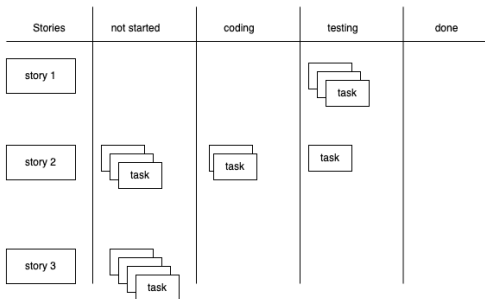 Stories not started coding testing done
story 1
task
story 2
task task task
story 3
task